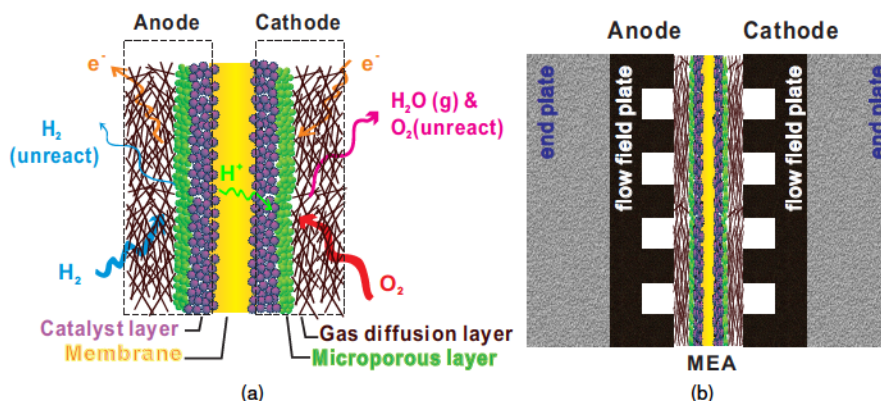 Anode
Cathode
e-
e-
H2
(unreact)
H2O (g) &
O2(unreact)
H+
H2
O2
Catalyst layer
Membrane
Gas diffusion layer
Microporous layer
(a)
Anode
Cathode
end plate
flow field plate
flow field plate
end plate
MEA
(b)